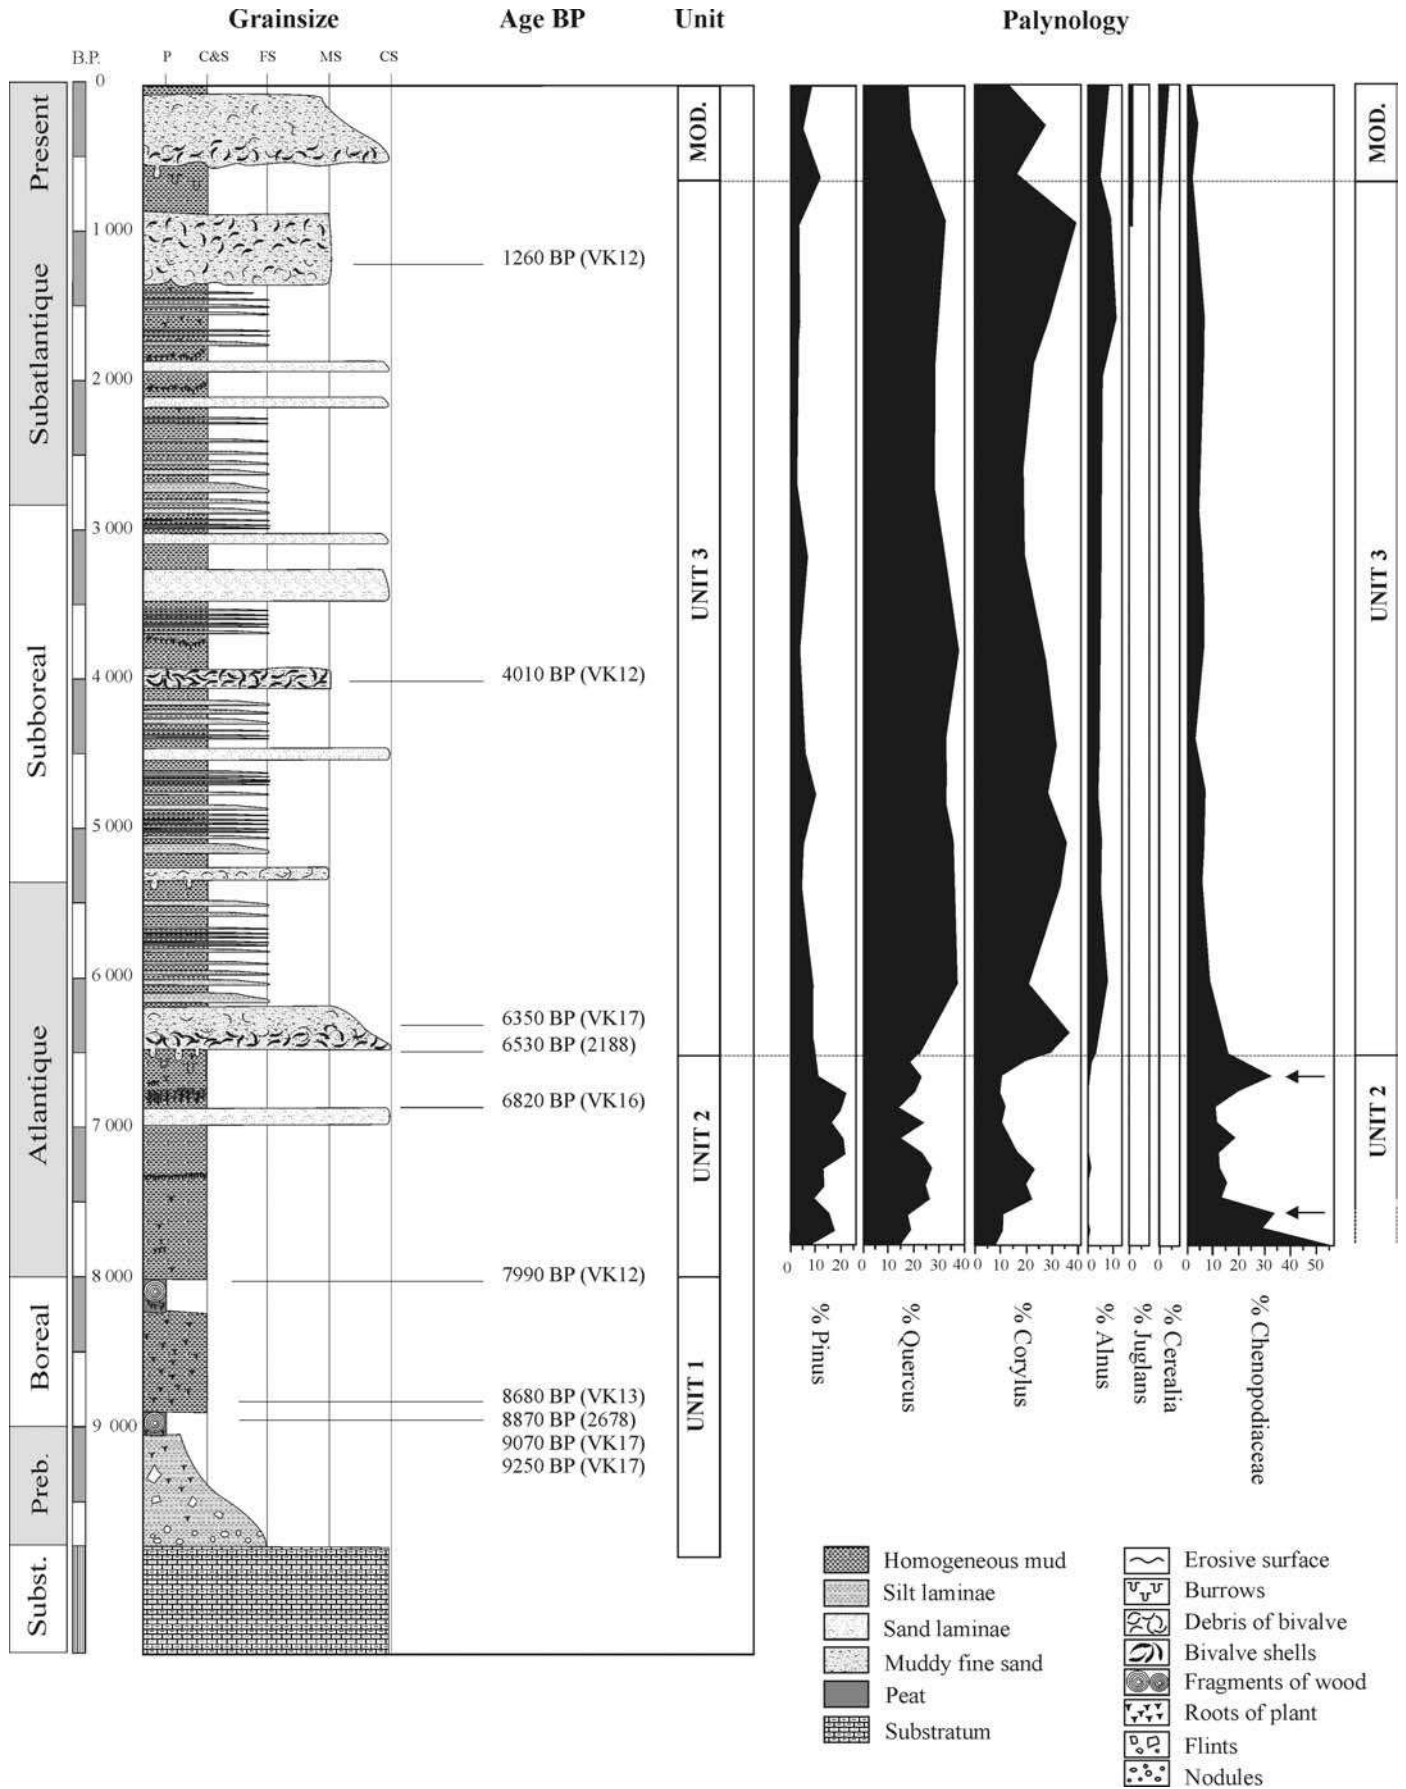 Grainsize Age BP Unit Palynology
B.P. P C&S FS MS CS
0
1 000
2 000
3 000
4 000
5 000
6 000
7 000
8 000
9 000
Present
Subatlantique
Subboreal
Atlantique
Boreal
Preb.
Subst.
1260 BP (VK12)
4010 BP (VK12)
6350 BP (VK17)
6530 BP (2188)
6820 BP (VK16)
7990 BP (VK12)
8680 BP (VK13)
8870 BP (2678)
9070 BP (VK17)
9250 BP (VK17)
MOD.
UNIT 3
UNIT 2
UNIT 1
MOD.
UNIT 3
UNIT 2
0 10 20 0 10 20 30 40 0 10 20 30 40 0 10 0 0 0 10 20 30 40 50
% Pinus
% Quercus
% Corylus
% Alnus
% Juglans
% Cerealia
% Chenopodiaceae
Homogeneous mud
Silt laminae
Sand laminae
Muddy fine sand
Peat
Substratum
Erosive surface
Burrows
Debris of bivalve
Bivalve shells
Fragments of wood
Roots of plant
Flints
Nodules